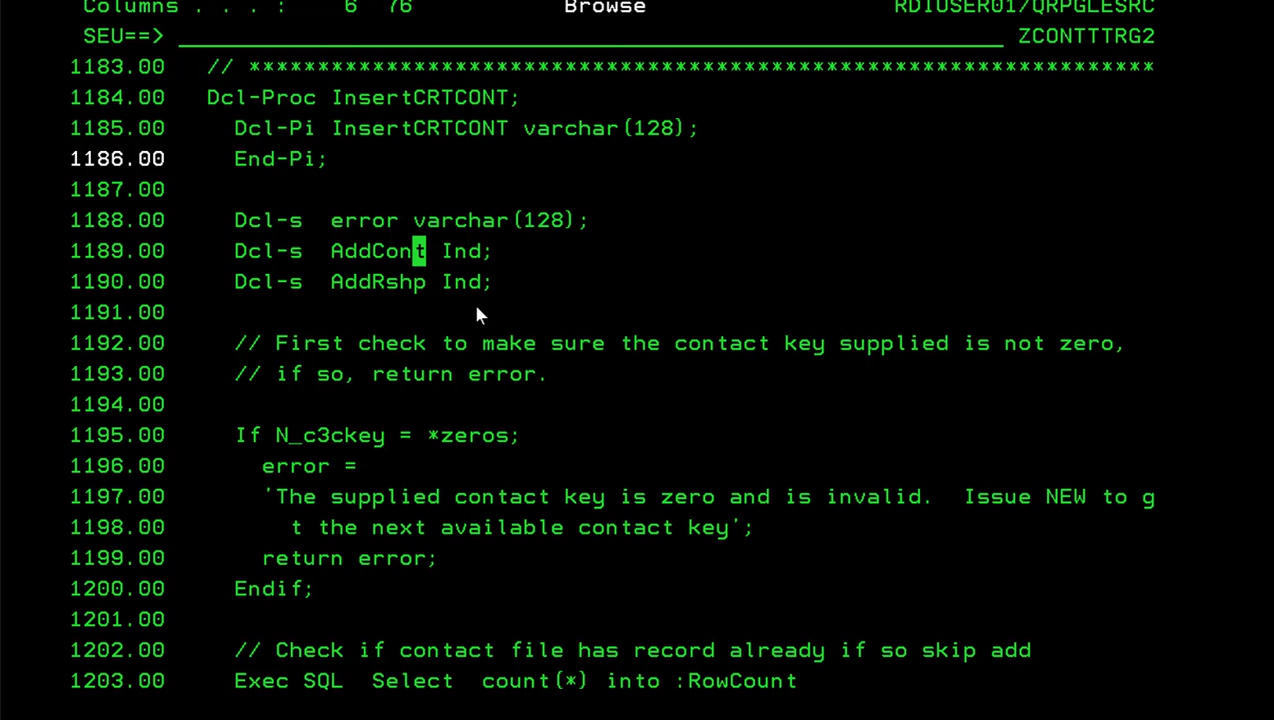 Columns . . . :    6  76          Browse          RDIUSER01/QRPGLESRC
SEU==>                                                    ZCONTTTRG2
1183.00   // ******************************************************************
1184.00   Dcl-Proc InsertCRTCONT;
1185.00     Dcl-Pi InsertCRTCONT varchar(128);
1186.00     End-Pi;
1187.00
1188.00     Dcl-s  error varchar(128);
1189.00     Dcl-s  AddCont Ind;
1190.00     Dcl-s  AddRshp Ind;
1191.00
1192.00     // First check to make sure the contact key supplied is not zero,
1193.00     // if so, return error.
1194.00
1195.00     If N_c3ckey = *zeros;
1196.00       error =
1197.00       'The supplied contact key is zero and is invalid.  Issue NEW to g
1198.00         t the next available contact key';
1199.00       return error;
1200.00     Endif;
1201.00
1202.00     // Check if contact file has record already if so skip add
1203.00     Exec SQL  Select  count(*) into :RowCount